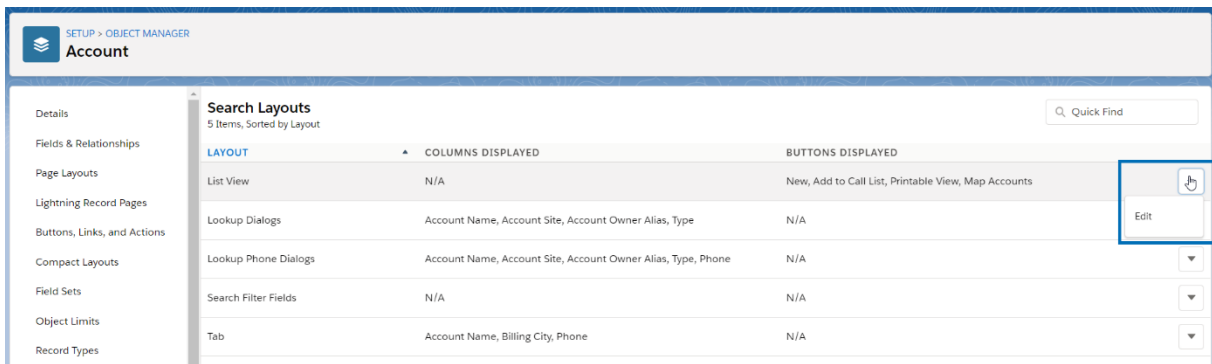 SETUP > OBJECT MANAGER
Account
Details
Fields & Relationships
Page Layouts
Lightning Record Pages
Buttons, Links, and Actions
Compact Layouts
Field Sets
Object Limits
Record Types
Search Layouts
5 Items, Sorted by Layout
Quick Find
LAYOUT COLUMNS DISPLAYED BUTTONS DISPLAYED
List View N/A New, Add to Call List, Printable View, Map Accounts
Edit
Lookup Dialogs Account Name, Account Site, Account Owner Alias, Type N/A
Lookup Phone Dialogs Account Name, Account Site, Account Owner Alias, Type, Phone N/A
Search Filter Fields N/A N/A
Tab Account Name, Billing City, Phone N/A